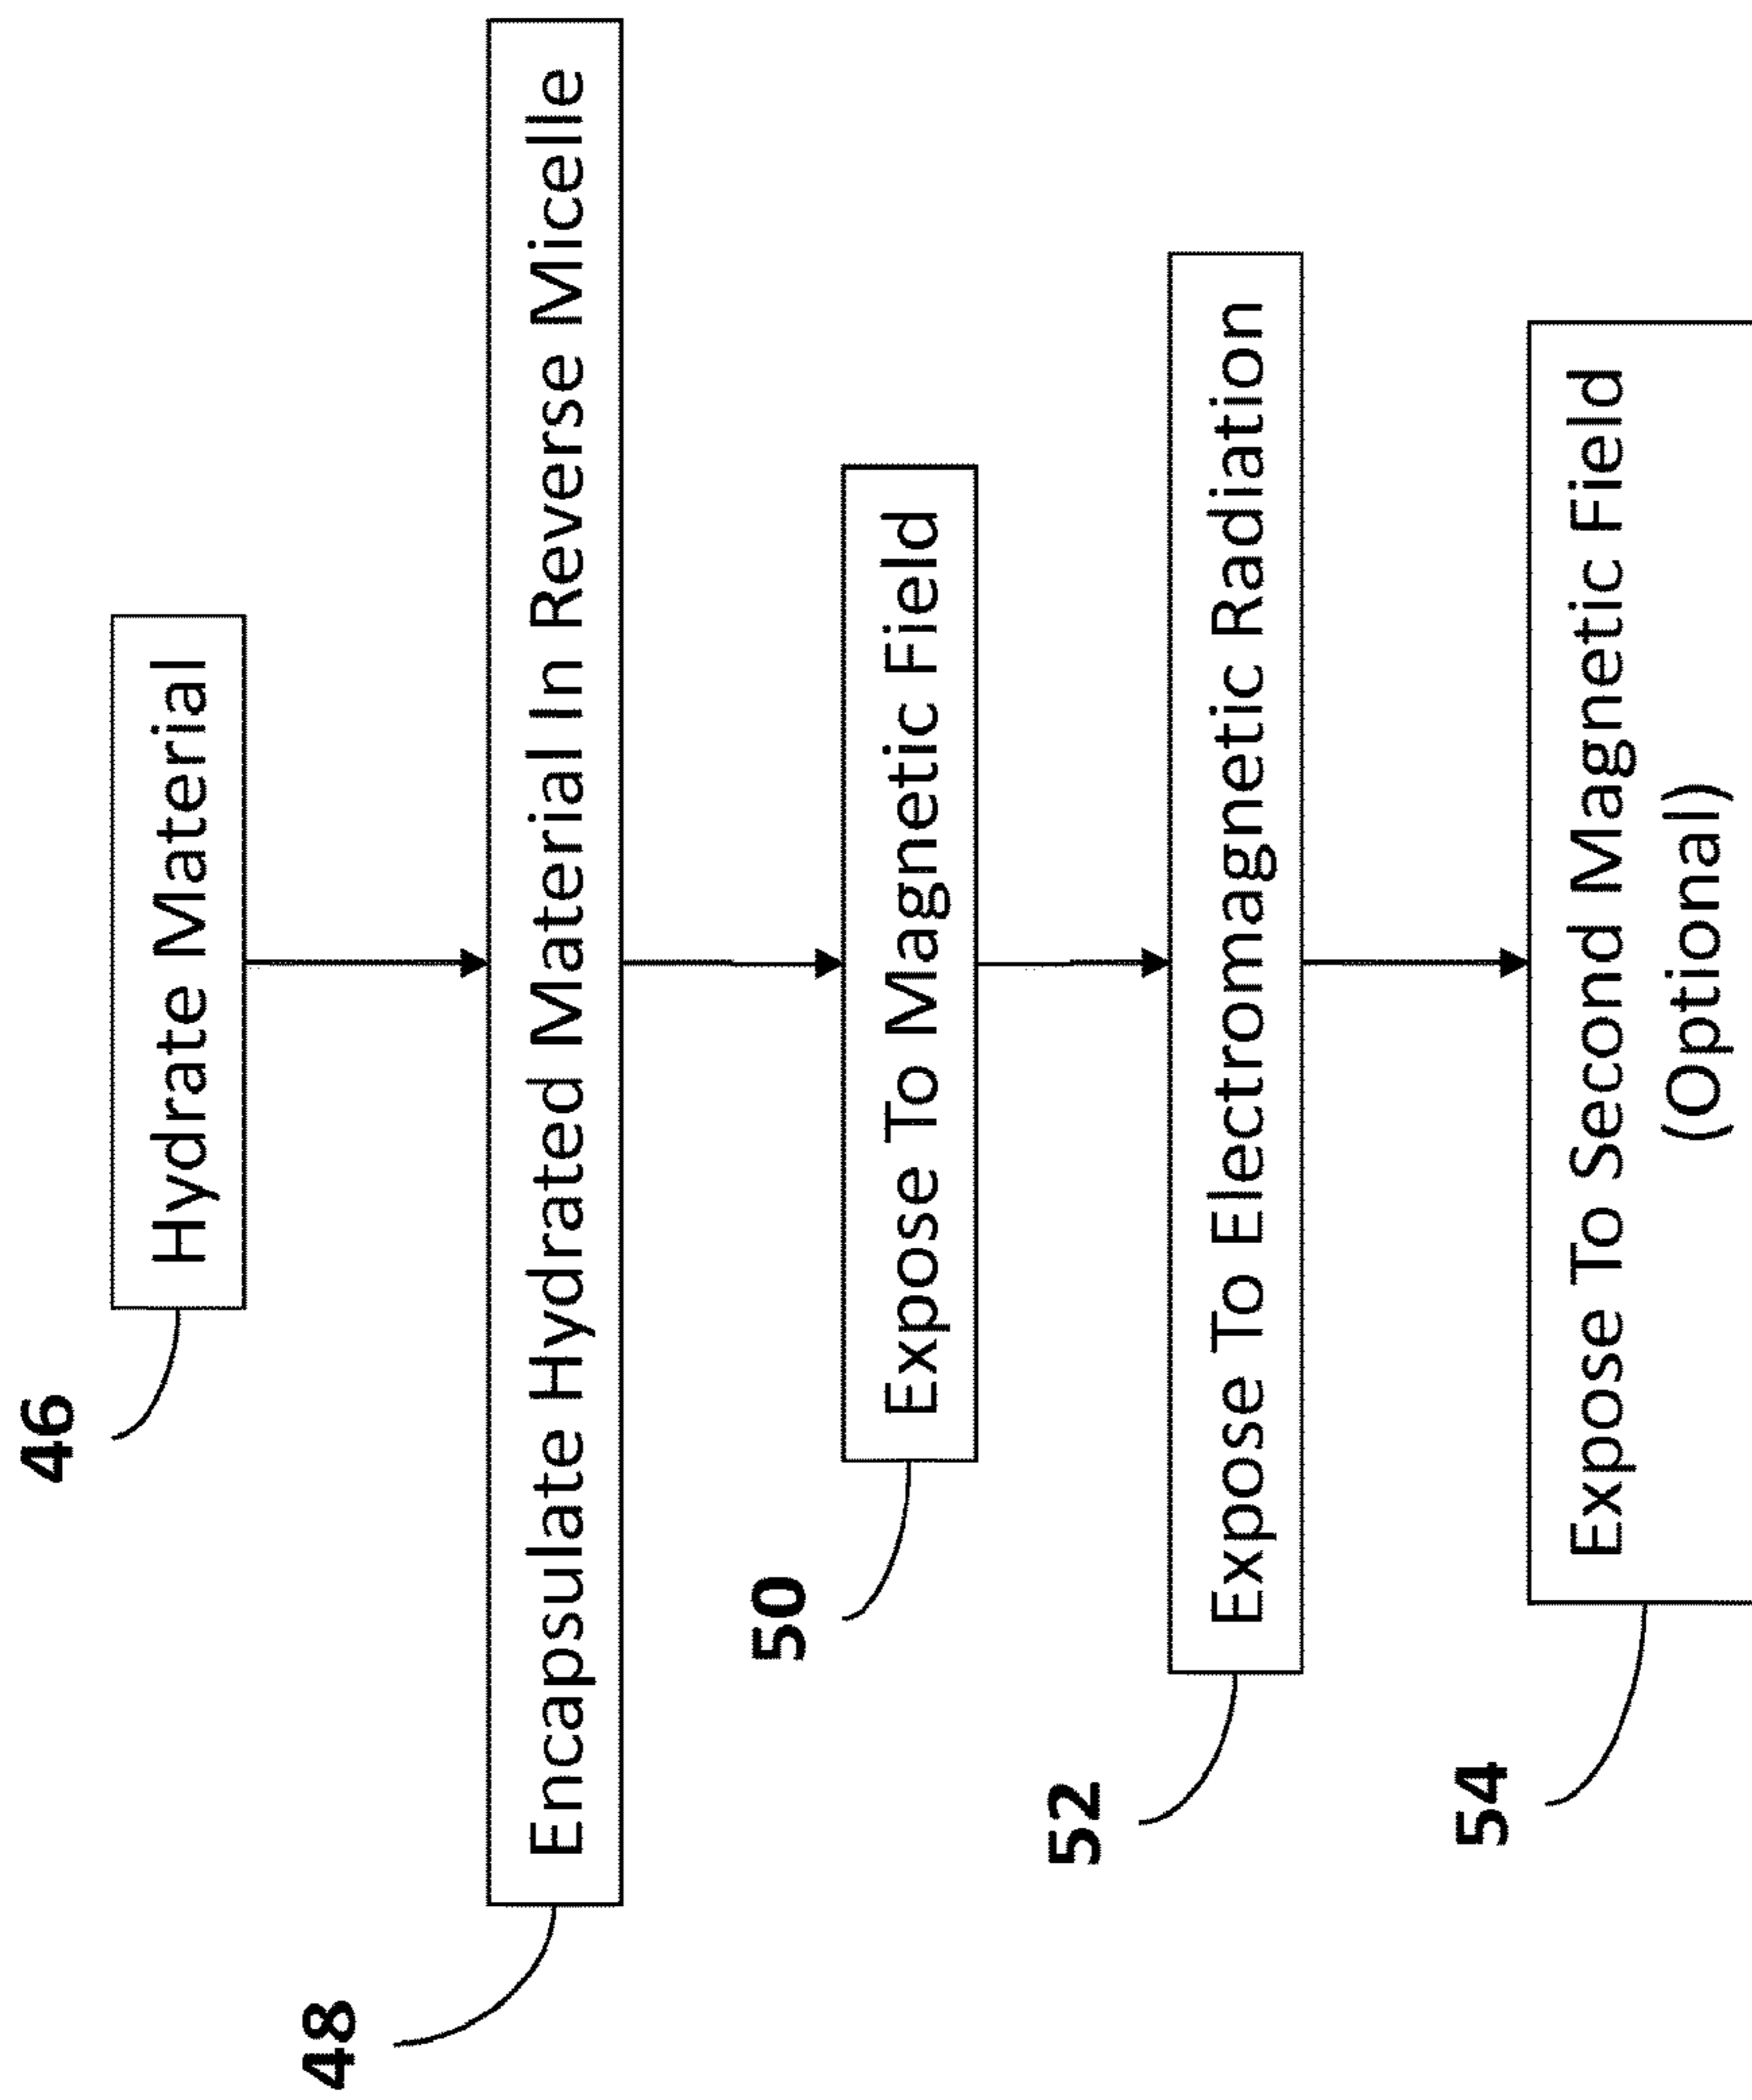 46
Hydrate Material
48
Encapsulate Hydrated Material In Reverse Micelle
50
Expose To Magnetic Field
52
Expose To Electromagnetic Radiation
54
Expose To Second Magnetic Field
(Optional)